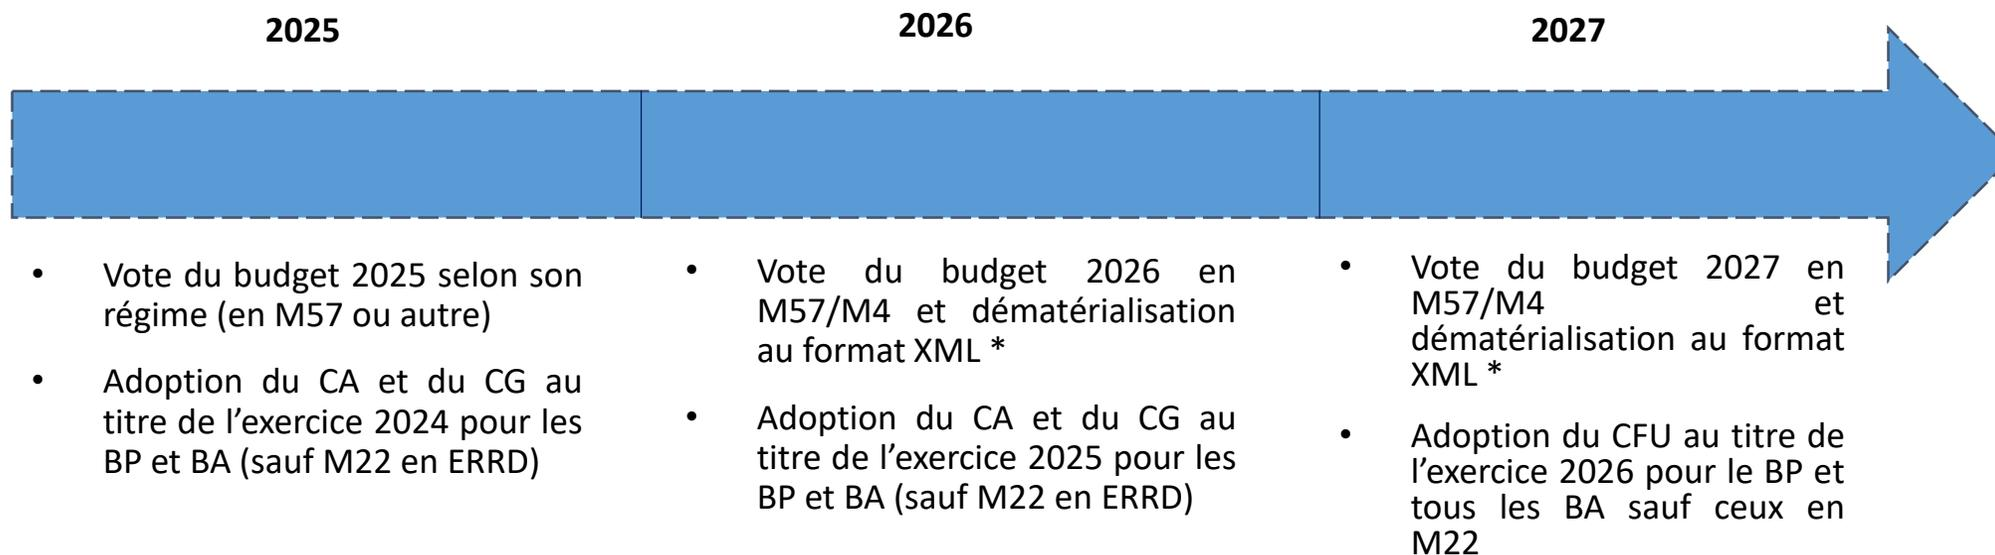 2025
2026
2027
• Vote du budget 2025 selon son
régime (en M57 ou autre)
• Adoption du CA et du CG au
titre de l’exercice 2024 pour les
BP et BA (sauf M22 en ERRD)
• Vote du budget 2026 en
M57/M4 et dématérialisation
au format XML *
• Adoption du CA et du CG au
titre de l’exercice 2025 pour les
BP et BA (sauf M22 en ERRD)
• Vote du budget 2027 en
M57/M4 et
dématérialisation au format
XML *
• Adoption du CFU au titre de
l’exercice 2026 pour le BP et
tous les BA sauf ceux en
M22